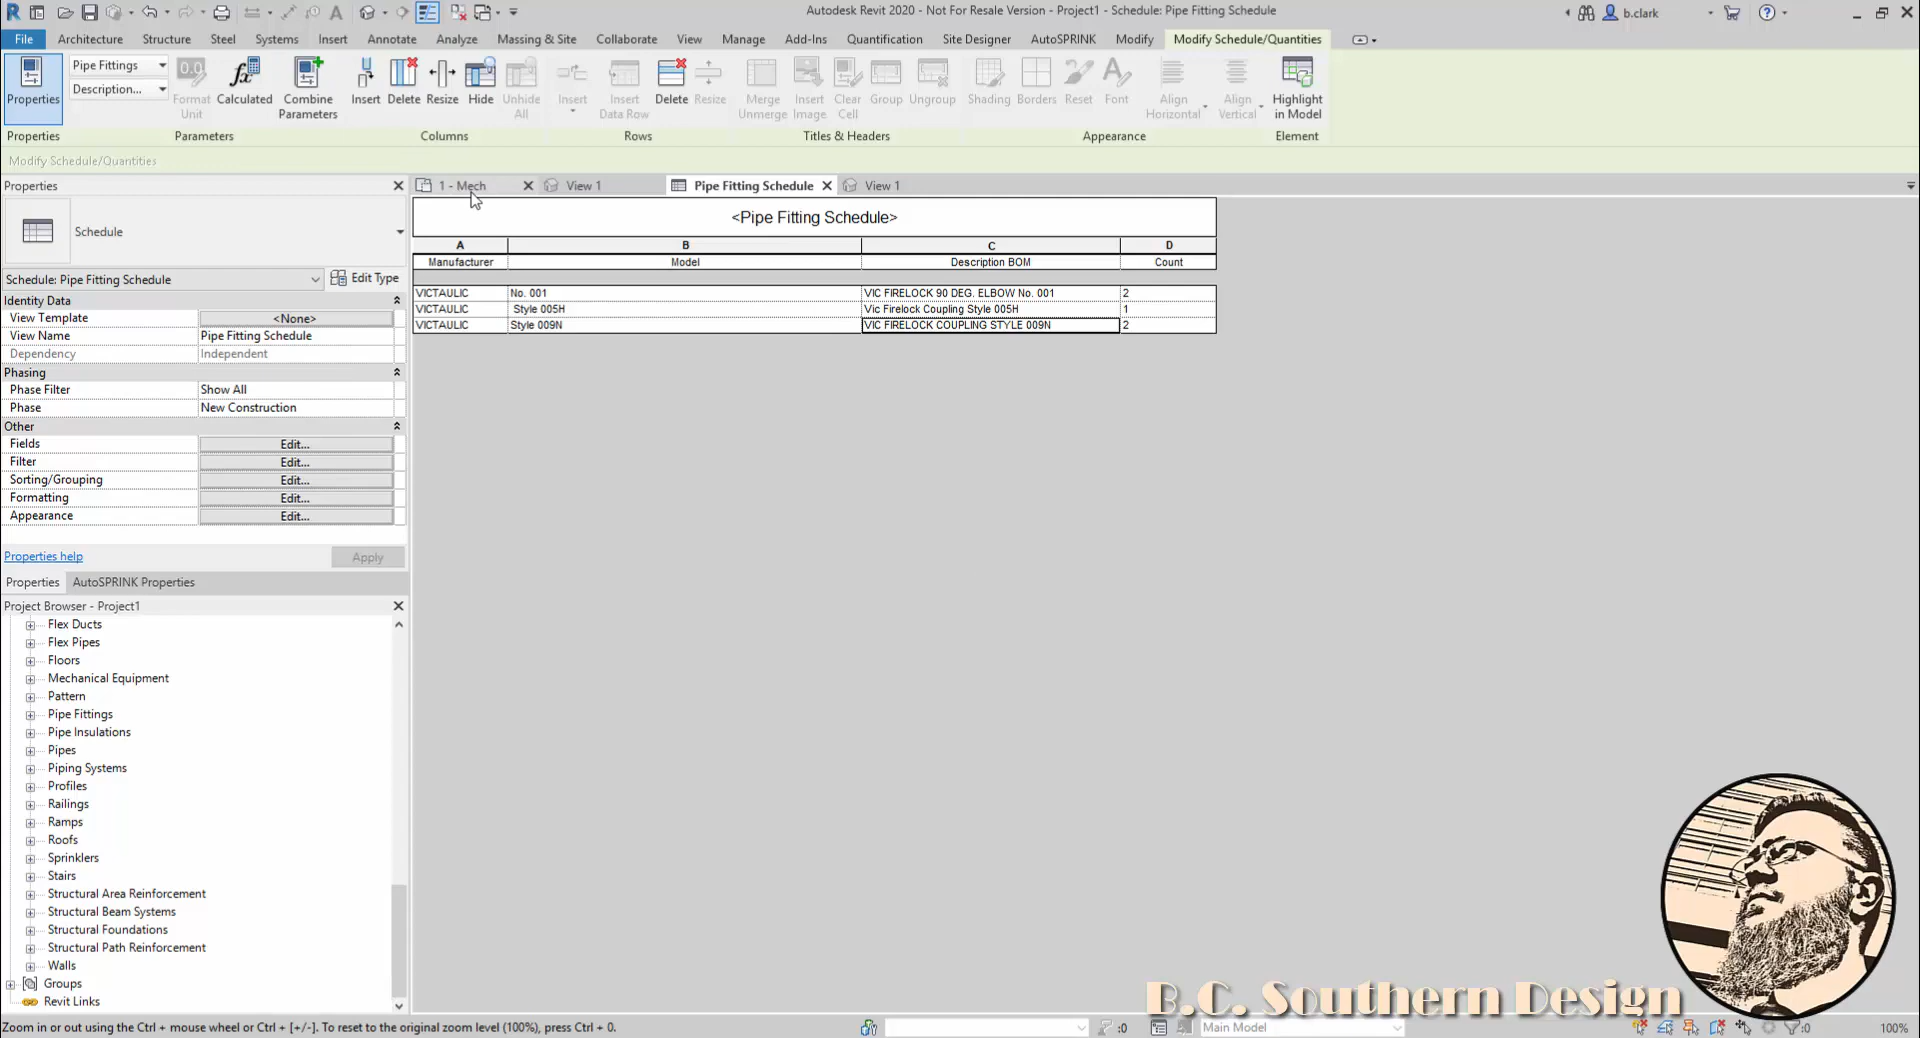 Autodesk Revit 2020 - Not For Resale Version - Project1 - Schedule: Pipe Fitting Schedule
b.clark
File Architecture Structure Steel Systems Insert Annotate Analyze Massing & Site Collaborate View Manage Add-Ins Quantification Site Designer AutoSPRINK Modify Modify Schedule/Quantities
Properties
Pipe Fittings
Description...
Format Unit
Calculated
Combine Parameters
Insert Delete Resize Hide Unhide All
Insert
Insert Data Row
Delete Resize
Merge Unmerge
Insert Image
Clear Cell
Group Ungroup
Shading Borders Reset Font
Align Horizontal
Align Vertical
Highlight in Model
Properties Parameters Columns Rows Titles & Headers Appearance Element
Modify Schedule/Quantities
Properties
1 - Mech View 1 Pipe Fitting Schedule View 1
Schedule
Schedule: Pipe Fitting Schedule Edit Type
Identity Data
View Template <None>
View Name Pipe Fitting Schedule
Dependency Independent
Phasing
Phase Filter Show All
Phase New Construction
Other
Fields Edit...
Filter Edit...
Sorting/Grouping Edit...
Formatting Edit...
Appearance Edit...
Properties help Apply
Properties AutoSPRINK Properties
<Pipe Fitting Schedule>
A B C D
Manufacturer Model Description BOM Count
VICTAULIC No. 001 VIC FIRELOCK 90 DEG. ELBOW No. 001 2
VICTAULIC Style 005H Vic Firelock Coupling Style 005H 1
VICTAULIC Style 009N VIC FIRELOCK COUPLING STYLE 009N 2
Project Browser - Project1
Flex Ducts
Flex Pipes
Floors
Mechanical Equipment
Pattern
Pipe Fittings
Pipe Insulations
Pipes
Piping Systems
Profiles
Railings
Ramps
Roofs
Sprinklers
Stairs
Structural Area Reinforcement
Structural Beam Systems
Structural Foundations
Structural Path Reinforcement
Walls
Groups
Revit Links
B.C. Southern Design
Zoom in or out using the Ctrl + mouse wheel or Ctrl + [+/-]. To reset to the original zoom level (100%), press Ctrl + 0.
:0
Main Model
:0
100%